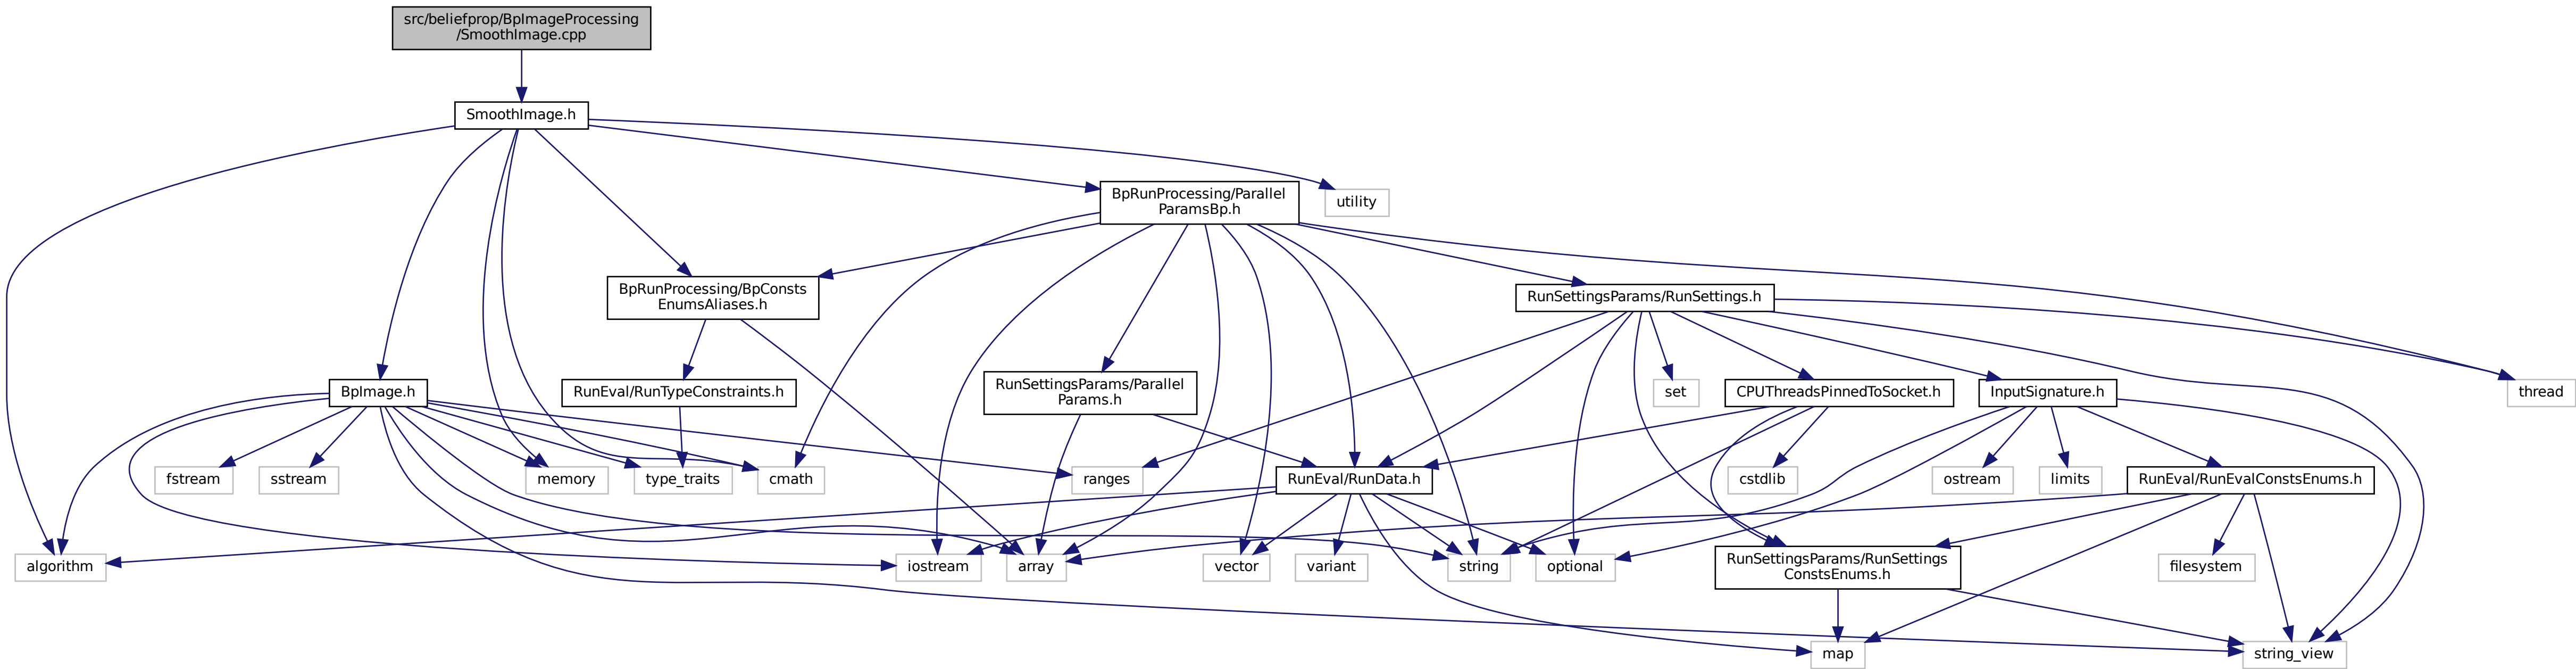 src/beliefprop/BpImageProcessing
/SmoothImage.cpp
SmoothImage.h
BpRunProcessing/Parallel
ParamsBp.h
utility
BpRunProcessing/BpConsts
EnumsAliases.h
RunSettingsParams/RunSettings.h
BpImage.h
RunEval/RunTypeConstraints.h
RunSettingsParams/Parallel
Params.h
set
CPUThreadsPinnedToSocket.h
InputSignature.h
thread
fstream
sstream
memory
type_traits
cmath
ranges
RunEval/RunData.h
cstdlib
ostream
limits
RunEval/RunEvalConstsEnums.h
algorithm
iostream
array
vector
variant
string
optional
RunSettingsParams/RunSettings
ConstsEnums.h
filesystem
map
string_view